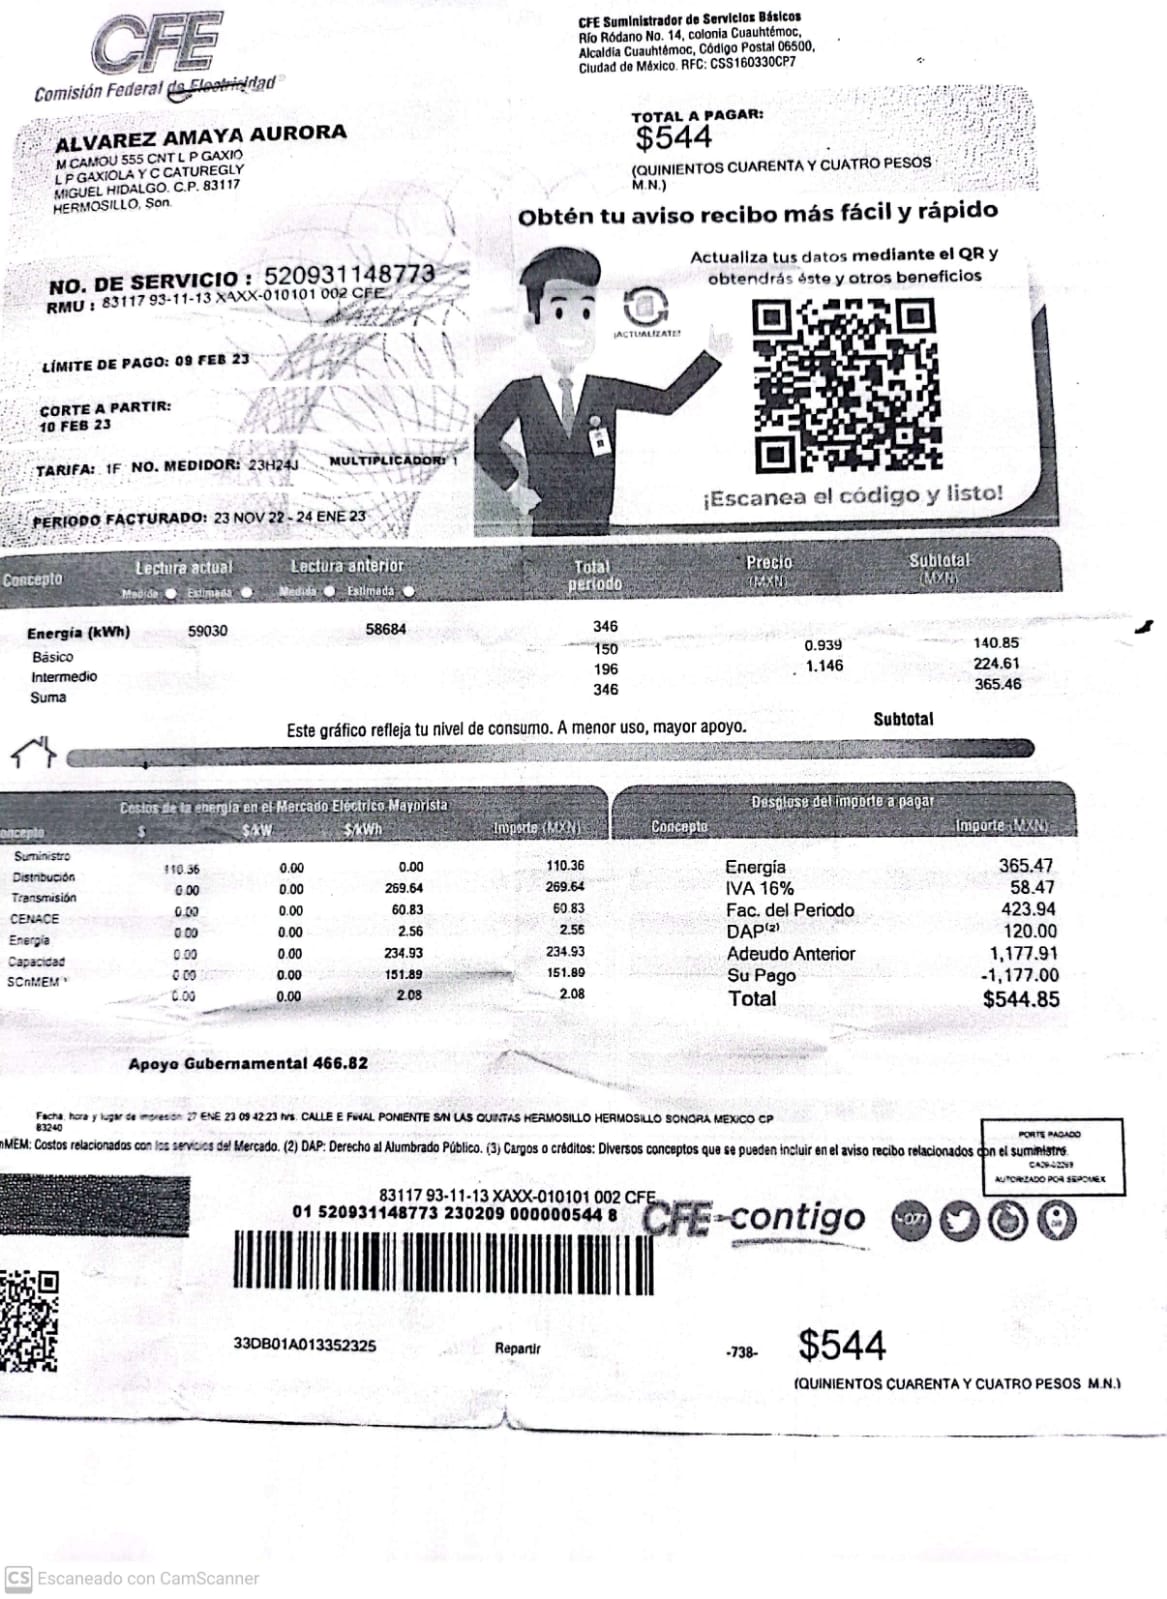 CFE
Comisión Federal de Electricidad
CFE Suministrador de Servicios Básicos
Río Ródano No. 14, colonia Cuauhtémoc,
Alcaldía Cuauhtémoc, Código Postal 06500,
Ciudad de México. RFC: CSS160330CP7
ALVAREZ AMAYA AURORA
M CAMOU 555 CNT L P GAXIO
L P GAXIOLA Y C CATUREGLY
MIGUEL HIDALGO. C.P. 83117
HERMOSILLO, Son.
TOTAL A PAGAR:
$544
(QUINIENTOS CUARENTA Y CUATRO PESOS
M.N.)
NO. DE SERVICIO : 520931148773
RMU : 83117 93-11-13 XAXX-010101 002 CFE
LÍMITE DE PAGO: 09 FEB 23
CORTE A PARTIR:
10 FEB 23
TARIFA: 1F NO. MEDIDOR: 23H24J MULTIPLICADOR: 1
PERIODO FACTURADO: 23 NOV 22 - 24 ENE 23
Obtén tu aviso recibo más fácil y rápido
Actualiza tus datos mediante el QR y
obtendrás éste y otros beneficios
¡ACTUALÍZATE!
¡Escanea el código y listo!
Concepto Lectura actual Lectura anterior Total periodo Precio (MXN) Subtotal (MXN)
Medida Estimada Medida Estimada
Energía (kWh) 59030 58684 346
Básico 150 0.939 140.85
Intermedio 196 1.146 224.61
Suma 346 365.46
Este gráfico refleja tu nivel de consumo. A menor uso, mayor apoyo. Subtotal
Costos de la energía en el Mercado Eléctrico Mayorista
oncepto $ $/kW $/kWh Importe (MXN)
Suministro 110.36 0.00 0.00 110.36
Distribución 0.00 0.00 269.64 269.64
Transmisión 0.00 0.00 60.83 60.83
CENACE 0.00 0.00 2.56 2.56
Energía 0.00 0.00 234.93 234.93
Capacidad 0.00 0.00 151.89 151.89
SCnMEM 0.00 0.00 2.08 2.08
Desglose del importe a pagar
Concepto Importe (MXN)
Energía 365.47
IVA 16% 58.47
Fac. del Periodo 423.94
DAP(2) 120.00
Adeudo Anterior 1,177.91
Su Pago -1,177.00
Total $544.85
Apoyo Gubernamental 466.82
Fecha, hora y lugar de impresión: 27 ENE 23 09 42 23 hrs. CALLE E FINAL PONIENTE S/N LAS QUINTAS HERMOSILLO HERMOSILLO SONORA MEXICO CP
83240
nMEM: Costos relacionados con los servicios del Mercado. (2) DAP: Derecho al Alumbrado Público. (3) Cargos o créditos: Diversos conceptos que se pueden incluir en el aviso recibo relacionados con el suministro.
PORTE PAGADO
AUTORIZADO POR SEPOMEX
83117 93-11-13 XAXX-010101 002 CFE
01 520931148773 230209 000000544 8
CFE-contigo
071
33DB01A013352325 Repartir -738- $544
(QUINIENTOS CUARENTA Y CUATRO PESOS M.N.)
CS Escaneado con CamScanner